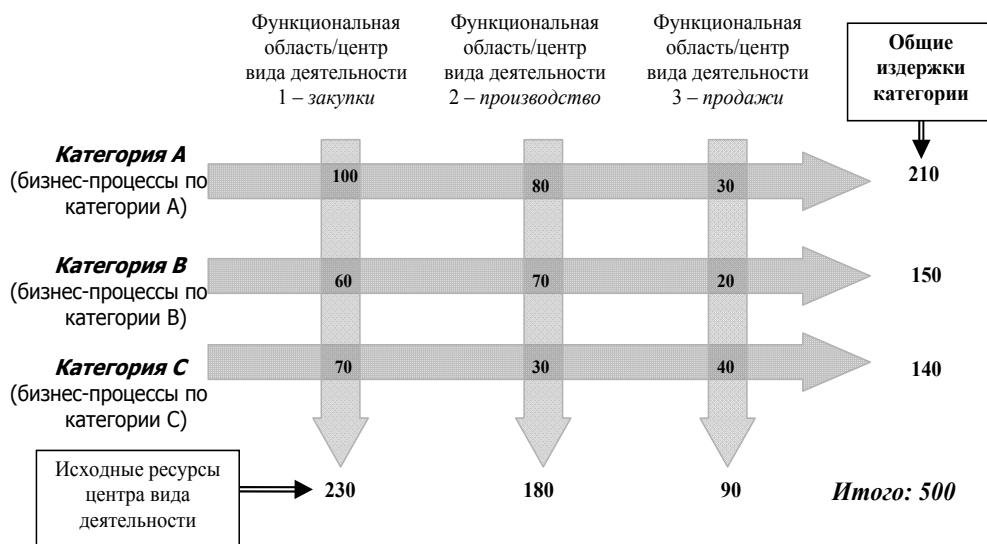 Функциональная
область/центр
вида деятельности
1 – закупки
Функциональная
область/центр
вида деятельности
2 – производство
Функциональная
область/центр
вида деятельности
3 – продажи
Общие
издержки
категории
Категория А
(бизнес-процессы по
категории А)
100
80
30
210
Категория В
(бизнес-процессы по
категории В)
60
70
20
150
Категория С
(бизнес-процессы по
категории С)
70
30
40
140
Исходные ресурсы
центра вида
деятельности
230
180
90
Итого: 500